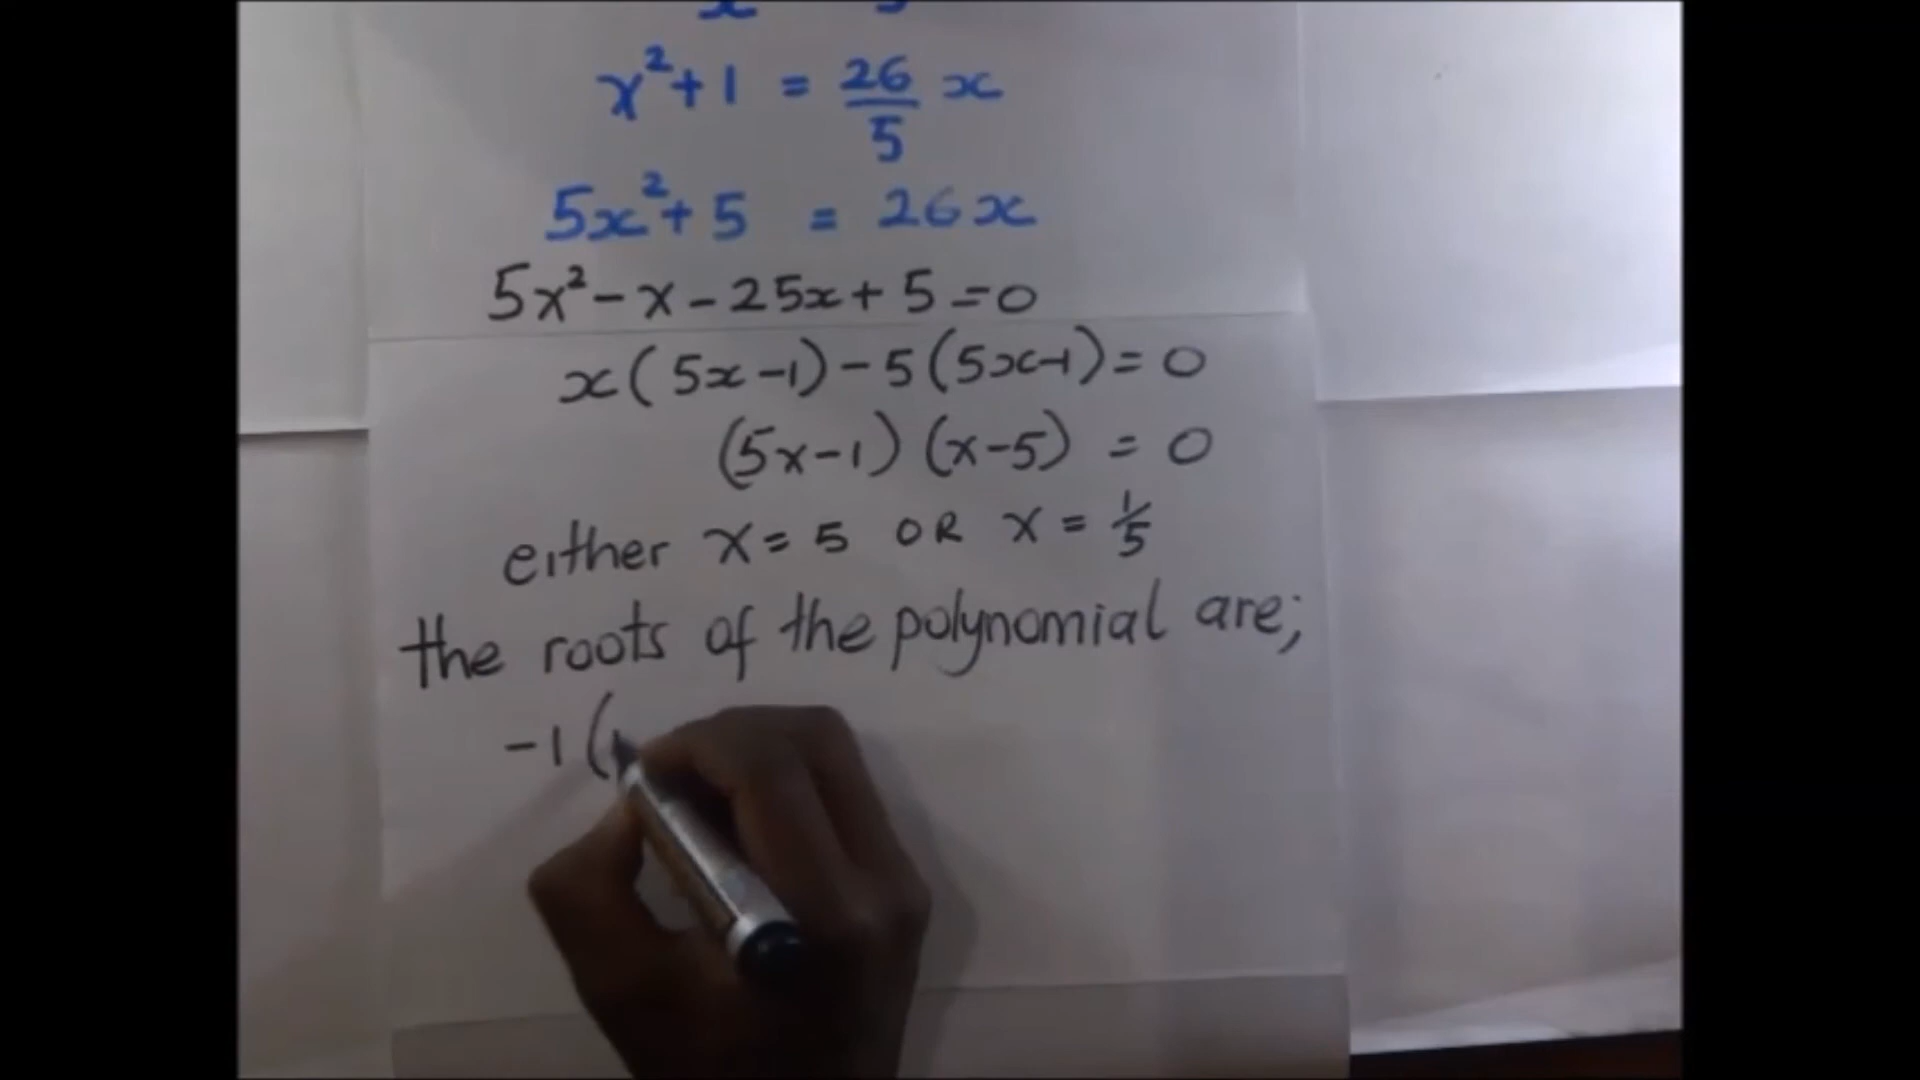 x² + 1 = 26/5 x
5x² + 5 = 26x
5x² - x - 25x + 5 = 0
x(5x - 1) - 5(5x - 1) = 0
(5x - 1)(x - 5) = 0
either x = 5 OR x = 1/5
the roots of the polynomial are;
-1 (